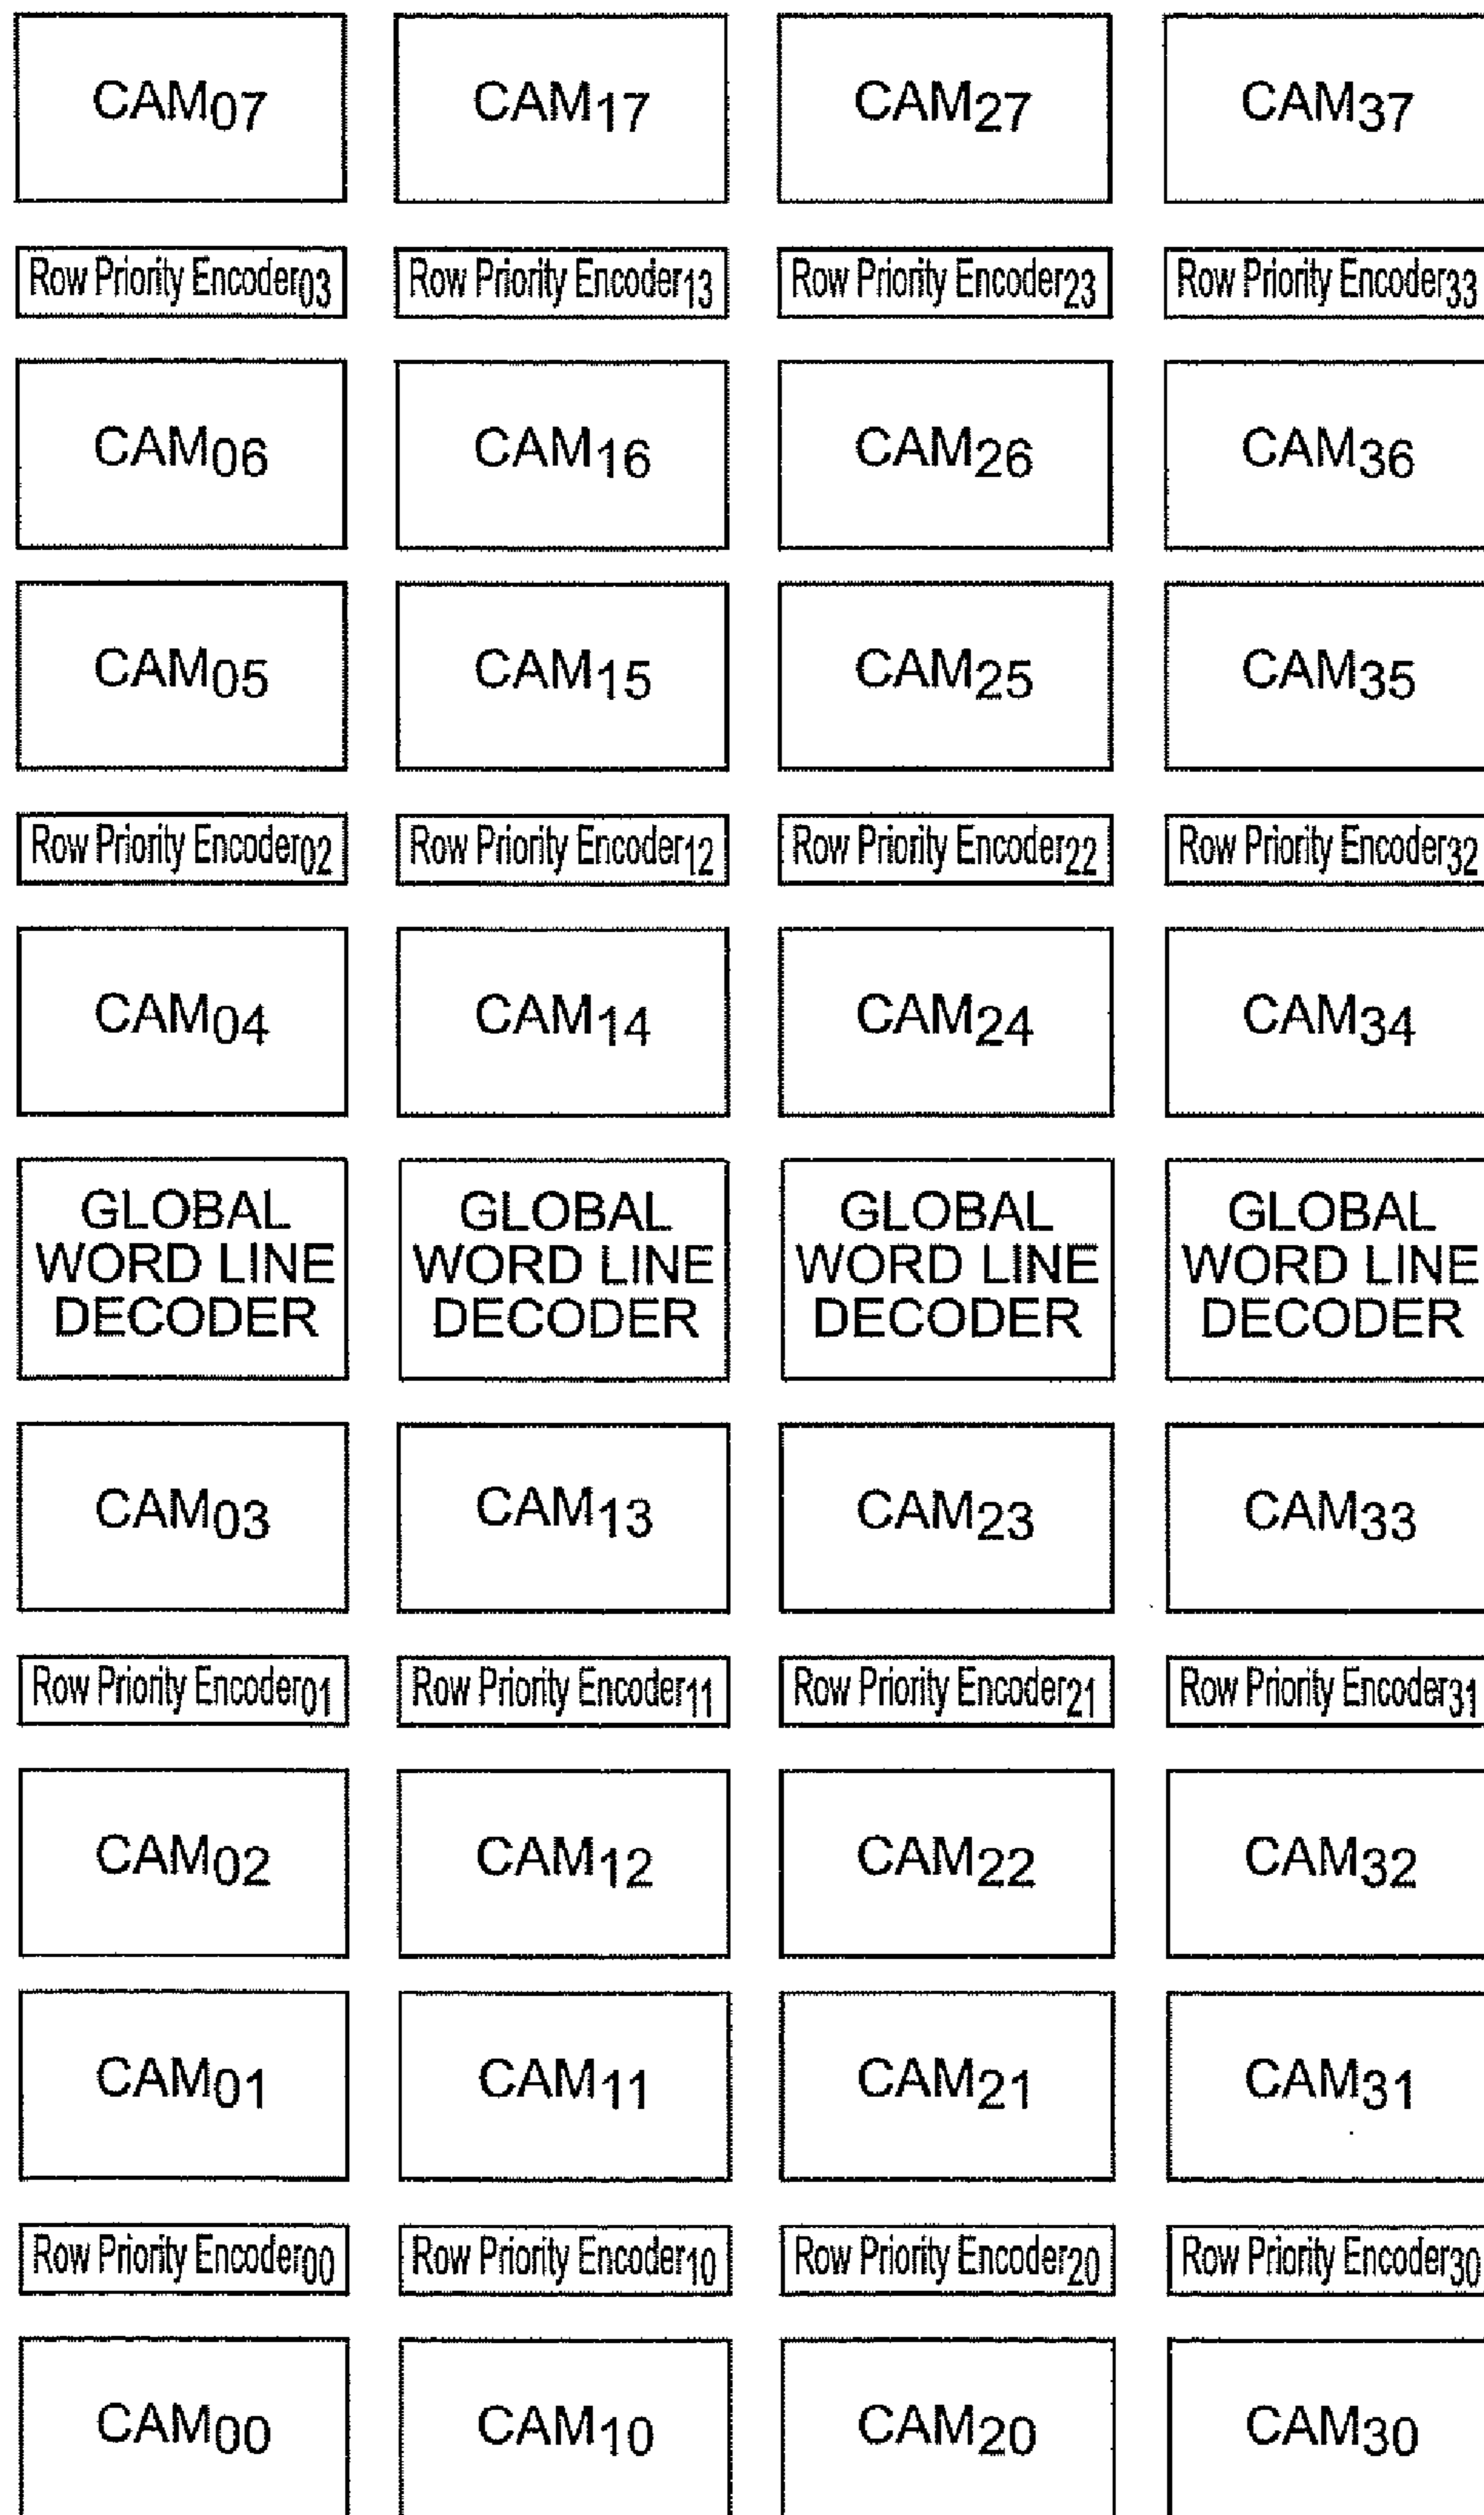 CAM07 CAM17 CAM27 CAM37
Row Priority Encoder03 Row Priority Encoder13 Row Priority Encoder23 Row Priority Encoder33
CAM06 CAM16 CAM26 CAM36
CAM05 CAM15 CAM25 CAM35
Row Priority Encoder02 Row Priority Encoder12 Row Priority Encoder22 Row Priority Encoder32
CAM04 CAM14 CAM24 CAM34
GLOBAL GLOBAL GLOBAL GLOBAL
WORD LINE WORD LINE WORD LINE WORD LINE
DECODER DECODER DECODER DECODER
CAM03 CAM13 CAM23 CAM33
Row Priority Encoder01 Row Priority Encoder11 Row Priority Encoder21 Row Priority Encoder31
CAM02 CAM12 CAM22 CAM32
CAM01 CAM11 CAM21 CAM31
Row Priority Encoder00 Row Priority Encoder10 Row Priority Encoder20 Row Priority Encoder30
CAM00 CAM10 CAM20 CAM30